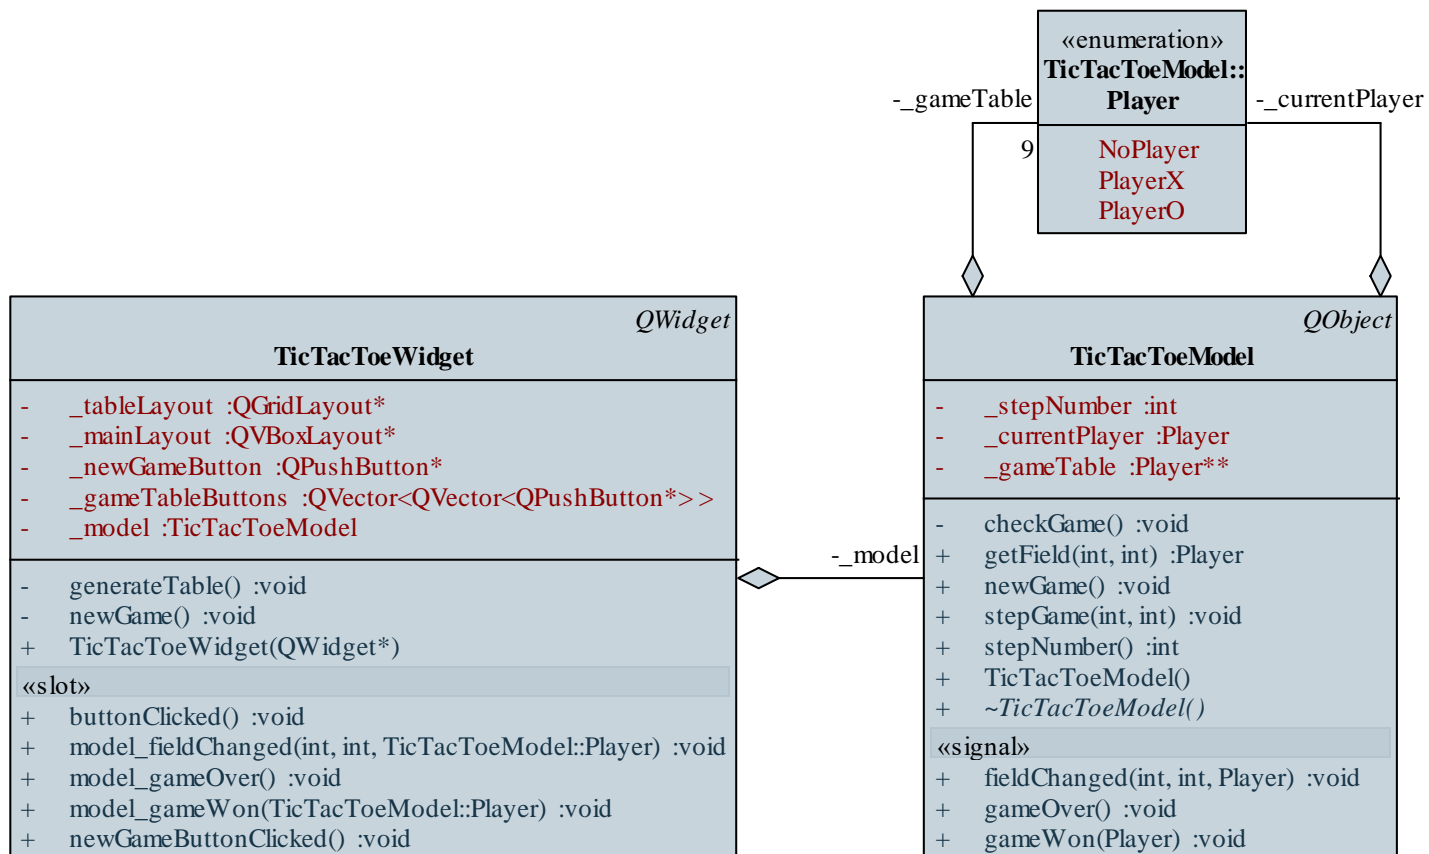 «enumeration»
TicTacToeModel::
Player
-_gameTable
-_currentPlayer
9
NoPlayer
PlayerX
PlayerO
QWidget
TicTacToeWidget
- _tableLayout :QGridLayout*
- _mainLayout :QVBoxLayout*
- _newGameButton :QPushButton*
- _gameTableButtons :QVector<QVector<QPushButton*>>
- _model :TicTacToeModel
- generateTable() :void
- newGame() :void
+ TicTacToeWidget(QWidget*)
«slot»
+ buttonClicked() :void
+ model_fieldChanged(int, int, TicTacToeModel::Player) :void
+ model_gameOver() :void
+ model_gameWon(TicTacToeModel::Player) :void
+ newGameButtonClicked() :void
-_model
QObject
TicTacToeModel
- _stepNumber :int
- _currentPlayer :Player
- _gameTable :Player**
- checkGame() :void
+ getField(int, int) :Player
+ newGame() :void
+ stepGame(int, int) :void
+ stepNumber() :int
+ TicTacToeModel()
+ ~TicTacToeModel()
«signal»
+ fieldChanged(int, int, Player) :void
+ gameOver() :void
+ gameWon(Player) :void